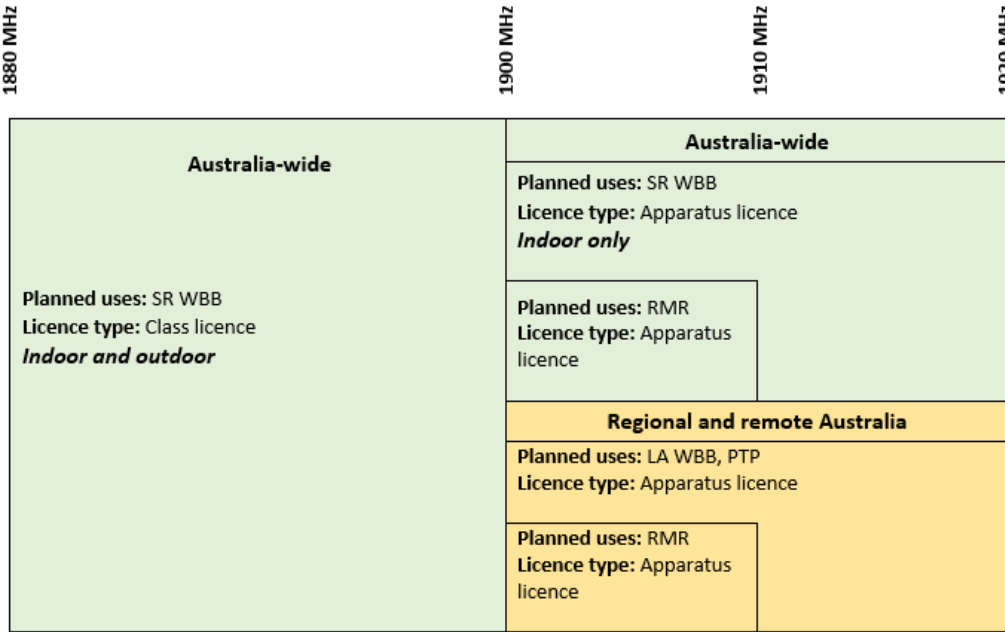 1880 MHz
1900 MHz
1910 MHz
1920 MHz
Australia-wide
Planned uses: SR WBB
Licence type: Class licence
Indoor and outdoor
Australia-wide
Planned uses: SR WBB
Licence type: Apparatus licence
Indoor only
Planned uses: RMR
Licence type: Apparatus
licence
Regional and remote Australia
Planned uses: LA WBB, PTP
Licence type: Apparatus licence
Planned uses: RMR
Licence type: Apparatus
licence